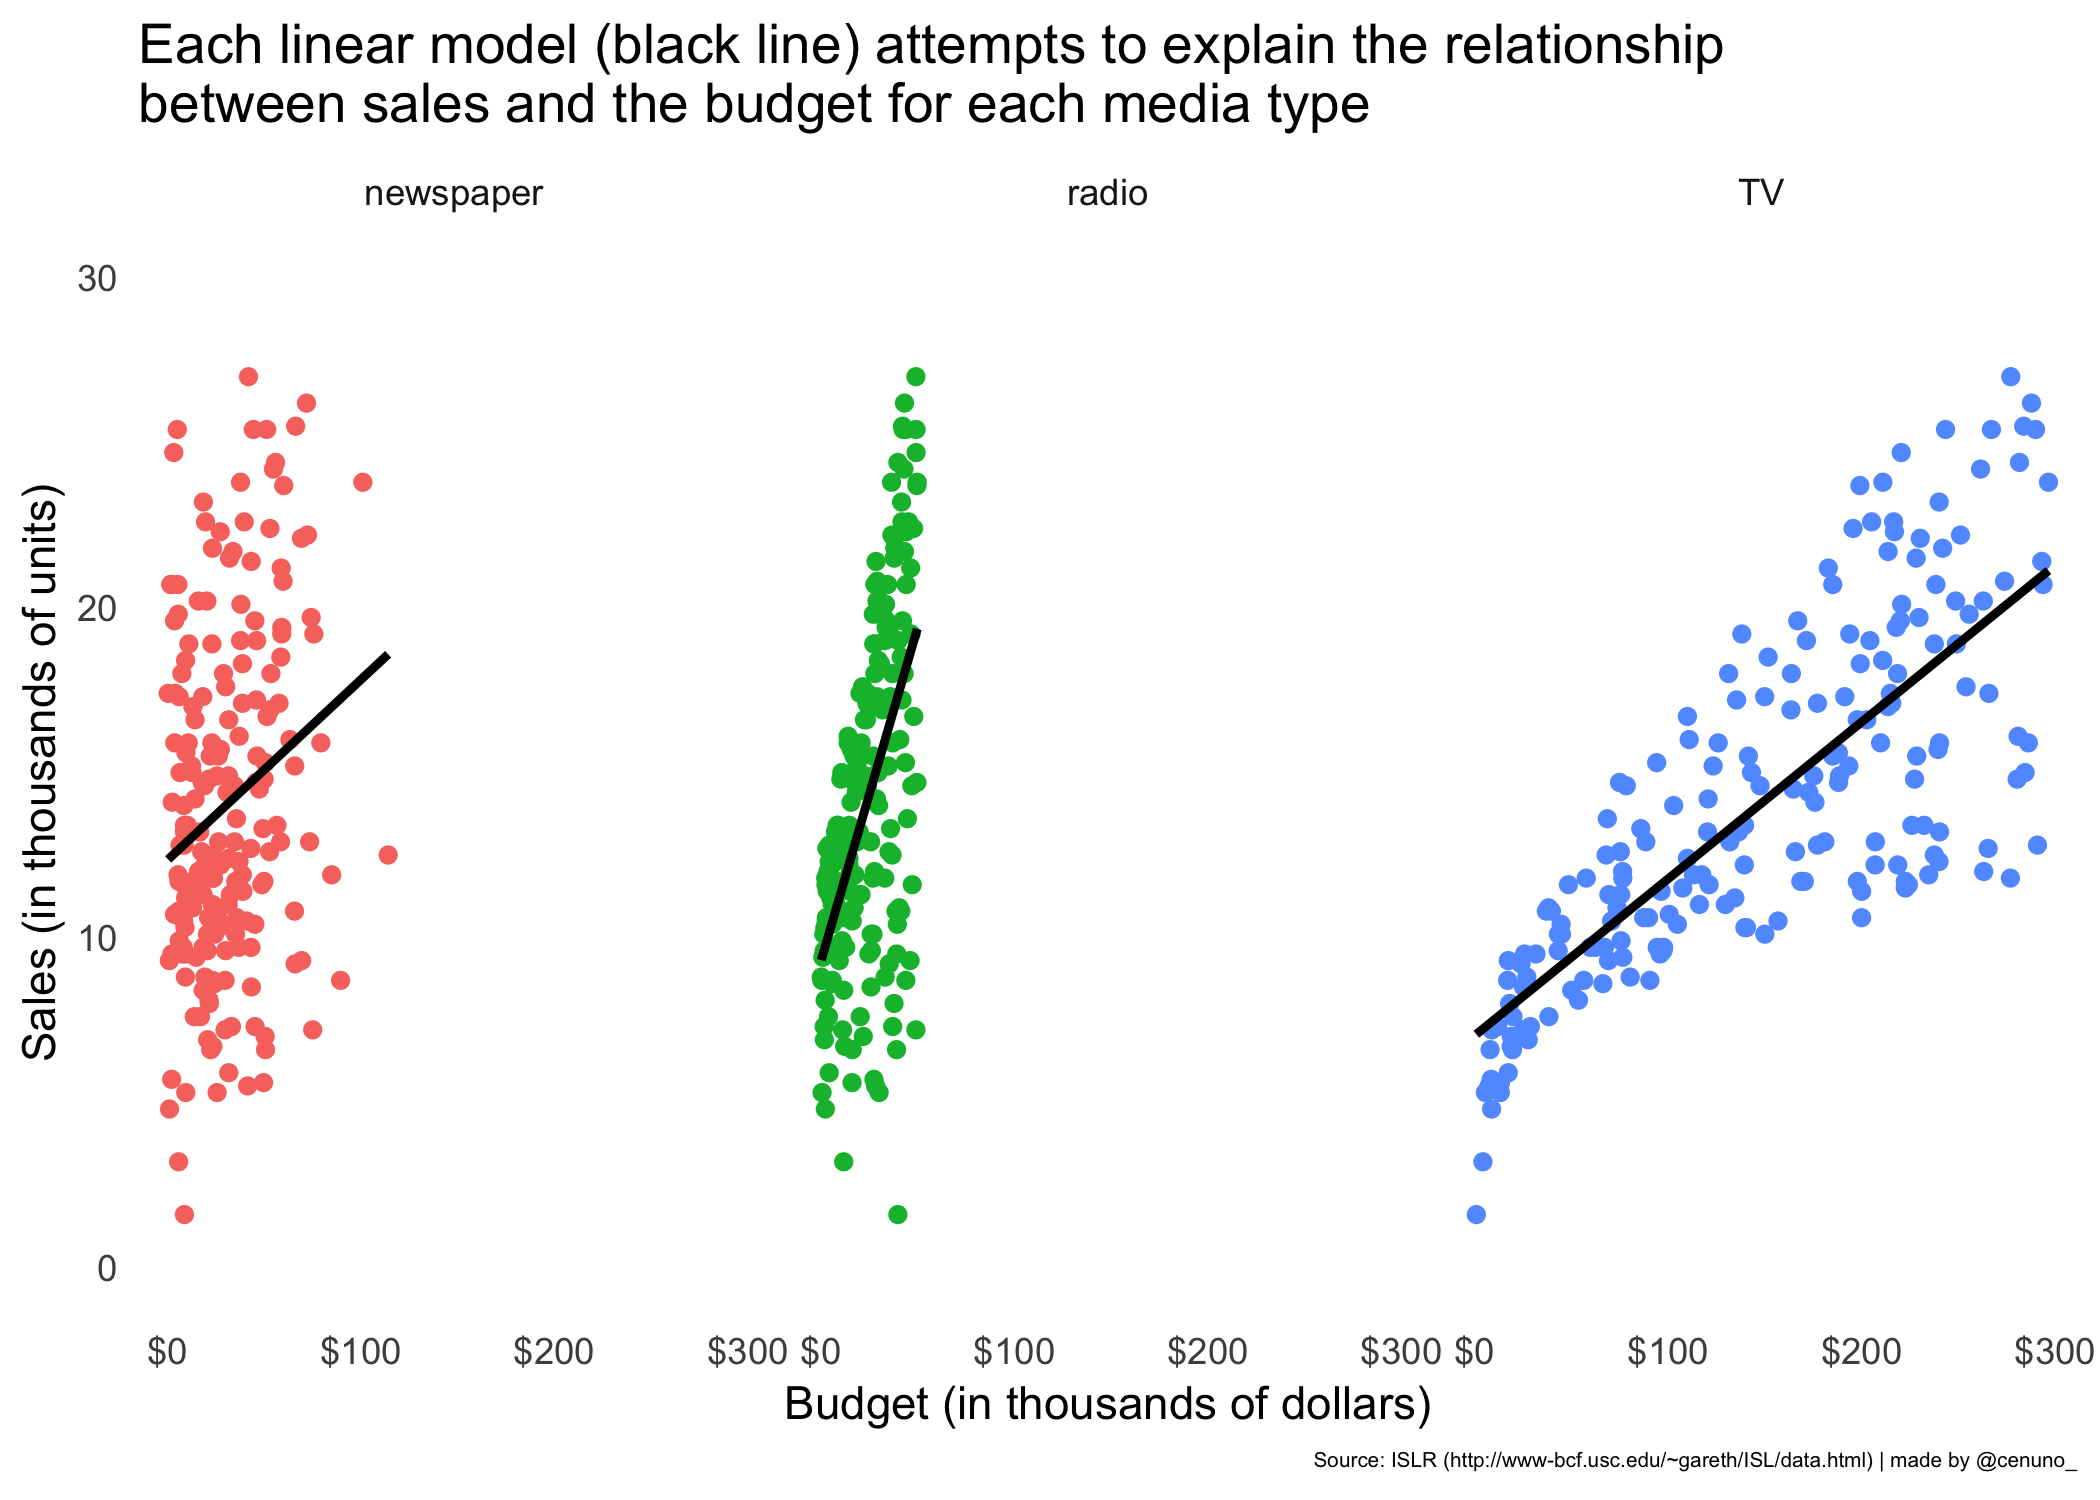 Each linear model (black line) attempts to explain the relationship
between sales and the budget for each media type
newspaper radio TV
30
20
10
0
Sales (in thousands of units)
$0 $100 $200 $300 $0 $100 $200 $300 $0 $100 $200 $300
Budget (in thousands of dollars)
Source: ISLR (http://www-bcf.usc.edu/~gareth/ISL/data.html) | made by @cenuno_